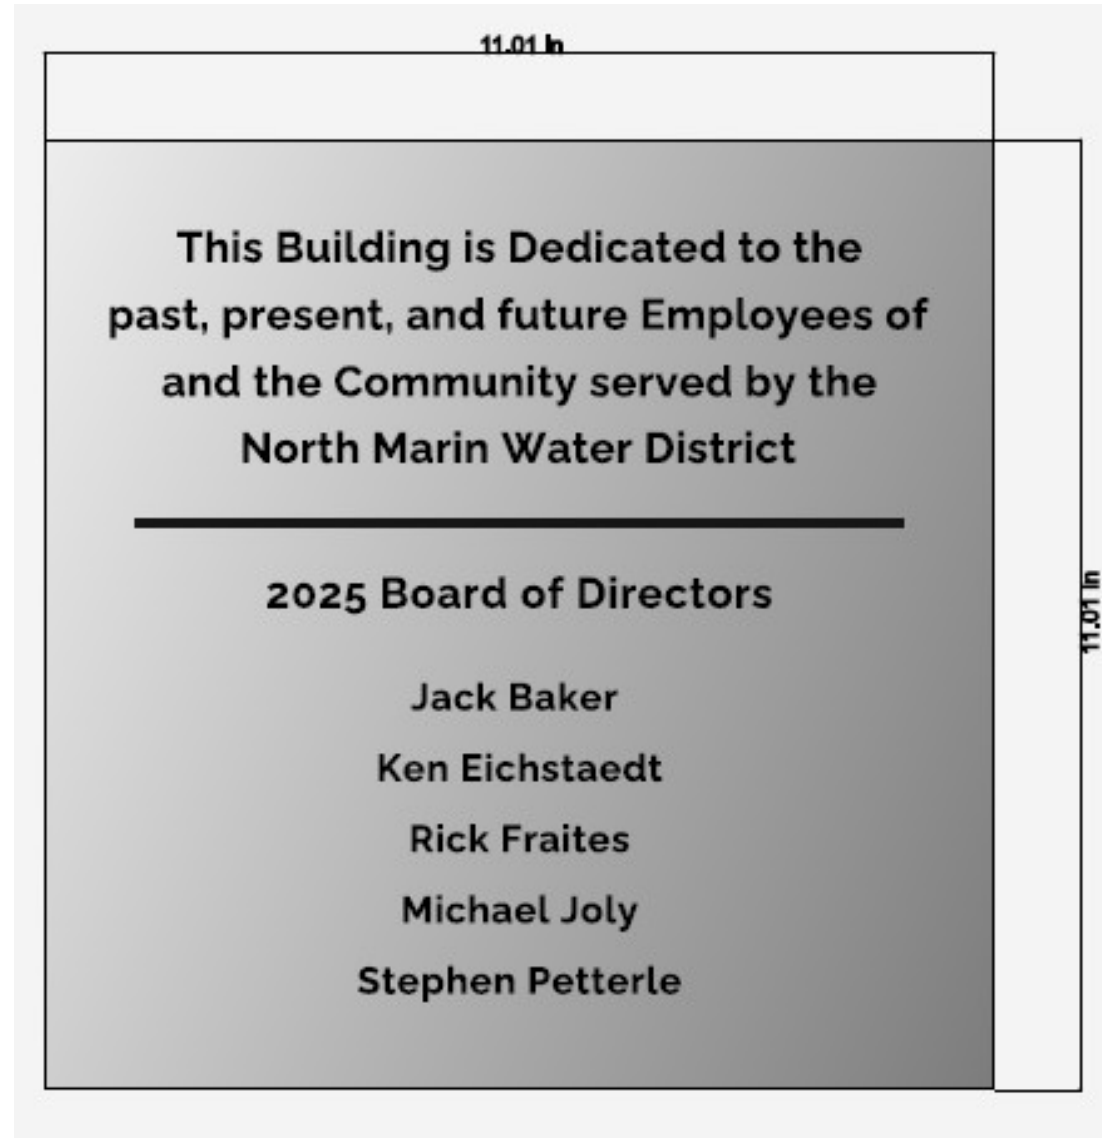 11.01 in
This Building is Dedicated to the
past, present, and future Employees of
and the Community served by the
North Marin Water District
2025 Board of Directors
Jack Baker
Ken Eichstaedt
Rick Fraites
Michael Joly
Stephen Petterle
11.01 in